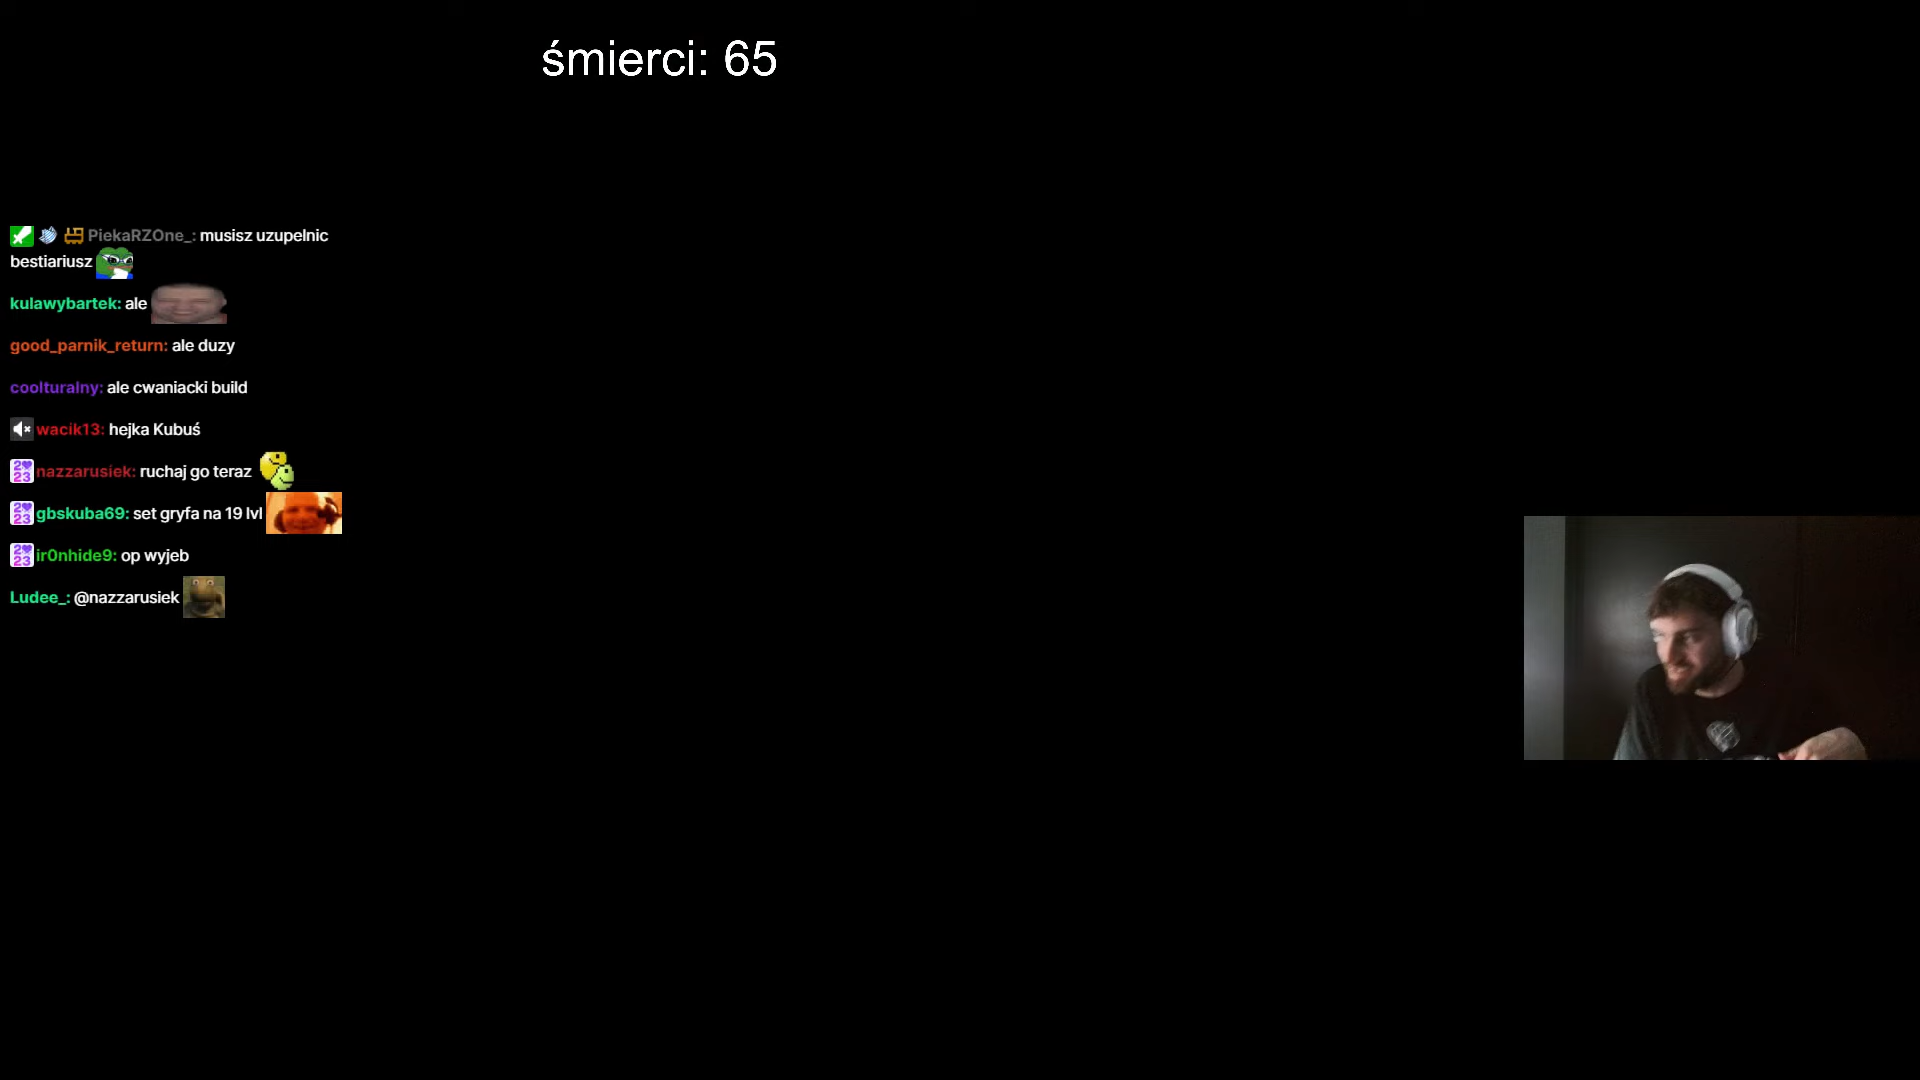 śmierci: 65
PiekaRZOne_: musisz uzupelnic
bestiariusz
kulawybartek: ale
good_parnik_return: ale duzy
coolturalny: ale cwaniacki build
wacik13: hejka Kubuś
nazzarusiek: ruchaj go teraz
gbskuba69: set gryfa na 19 lvl
ir0nhide9: op wyjeb
Ludee_: @nazzarusiek